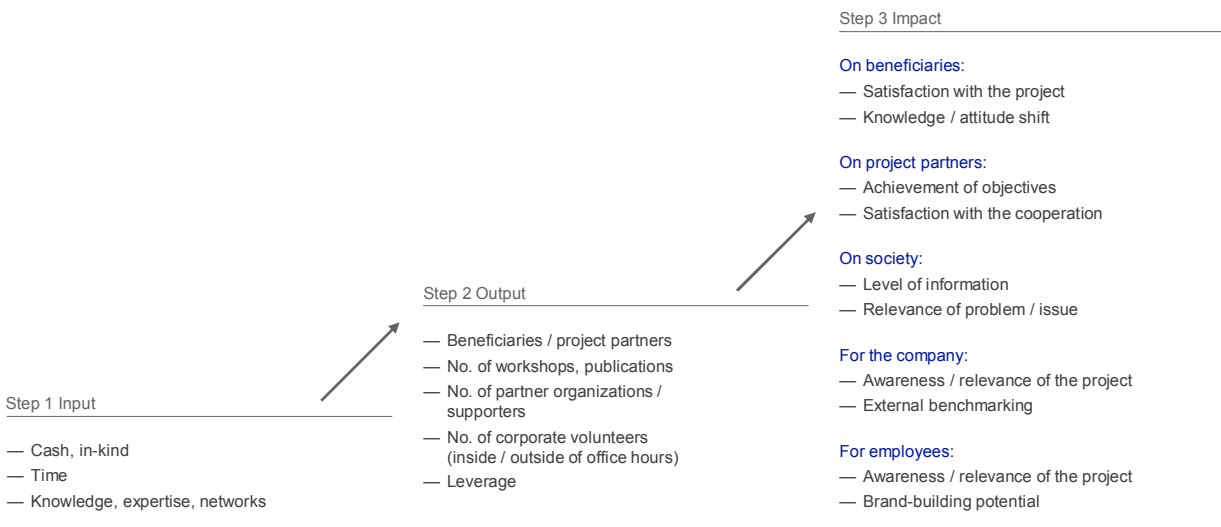 Step 1 Input
— Cash, in-kind
— Time
— Knowledge, expertise, networks
Step 2 Output
— Beneficiaries / project partners
— No. of workshops, publications
— No. of partner organizations /
supporters
— No. of corporate volunteers
(inside / outside of office hours)
— Leverage
Step 3 Impact
On beneficiaries:
— Satisfaction with the project
— Knowledge / attitude shift
On project partners:
— Achievement of objectives
— Satisfaction with the cooperation
On society:
— Level of information
— Relevance of problem / issue
For the company:
— Awareness / relevance of the project
— External benchmarking
For employees:
— Awareness / relevance of the project
— Brand-building potential